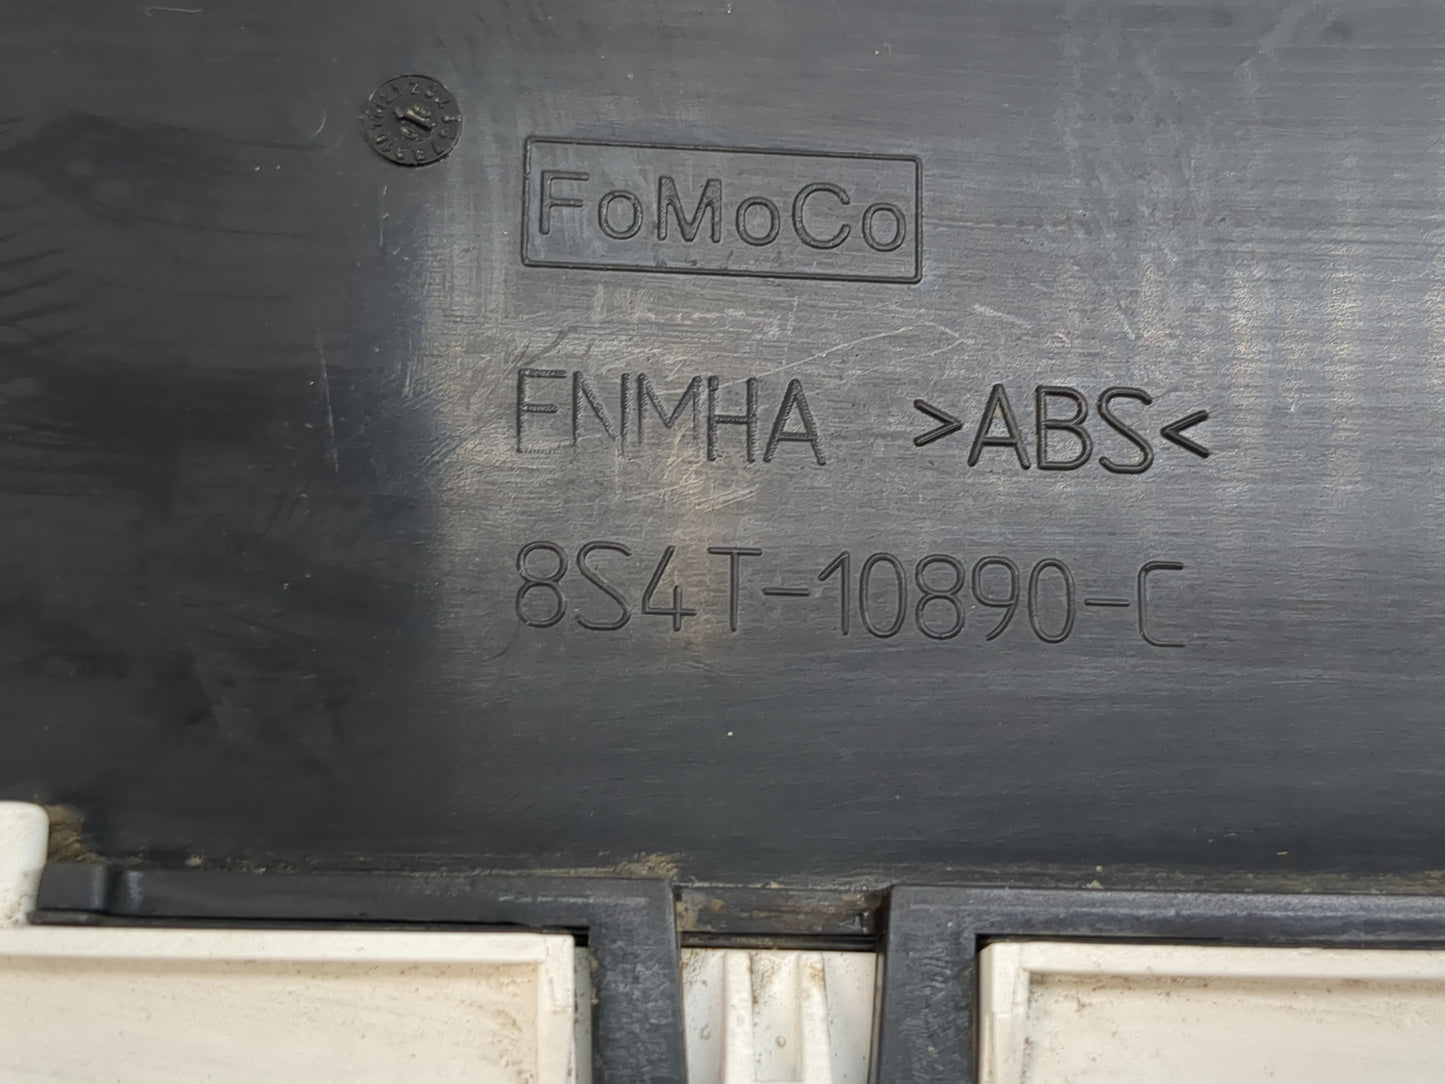 FoMoCo
ENMHA >ABS<
8S4T-10890-C